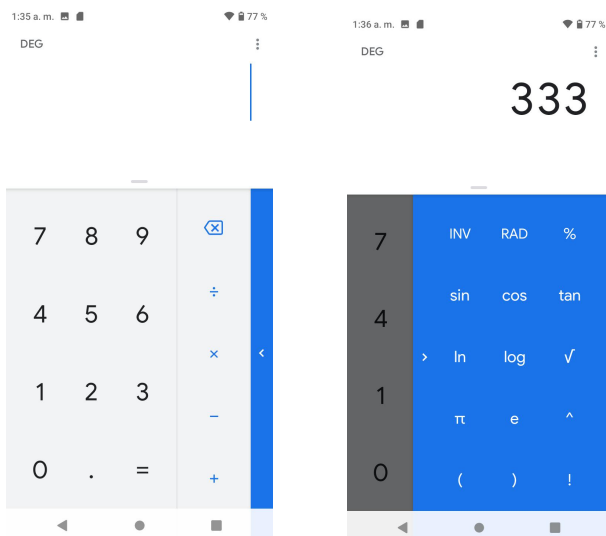 1:35 a. m. 77 %
DEG
7 8 9
÷
4 5 6
×
1 2 3
−
0 . =
+
1:36 a. m. 77 %
DEG
333
7 INV RAD %
sin cos tan
4
ln log √
1
π e ^
0
( ) !